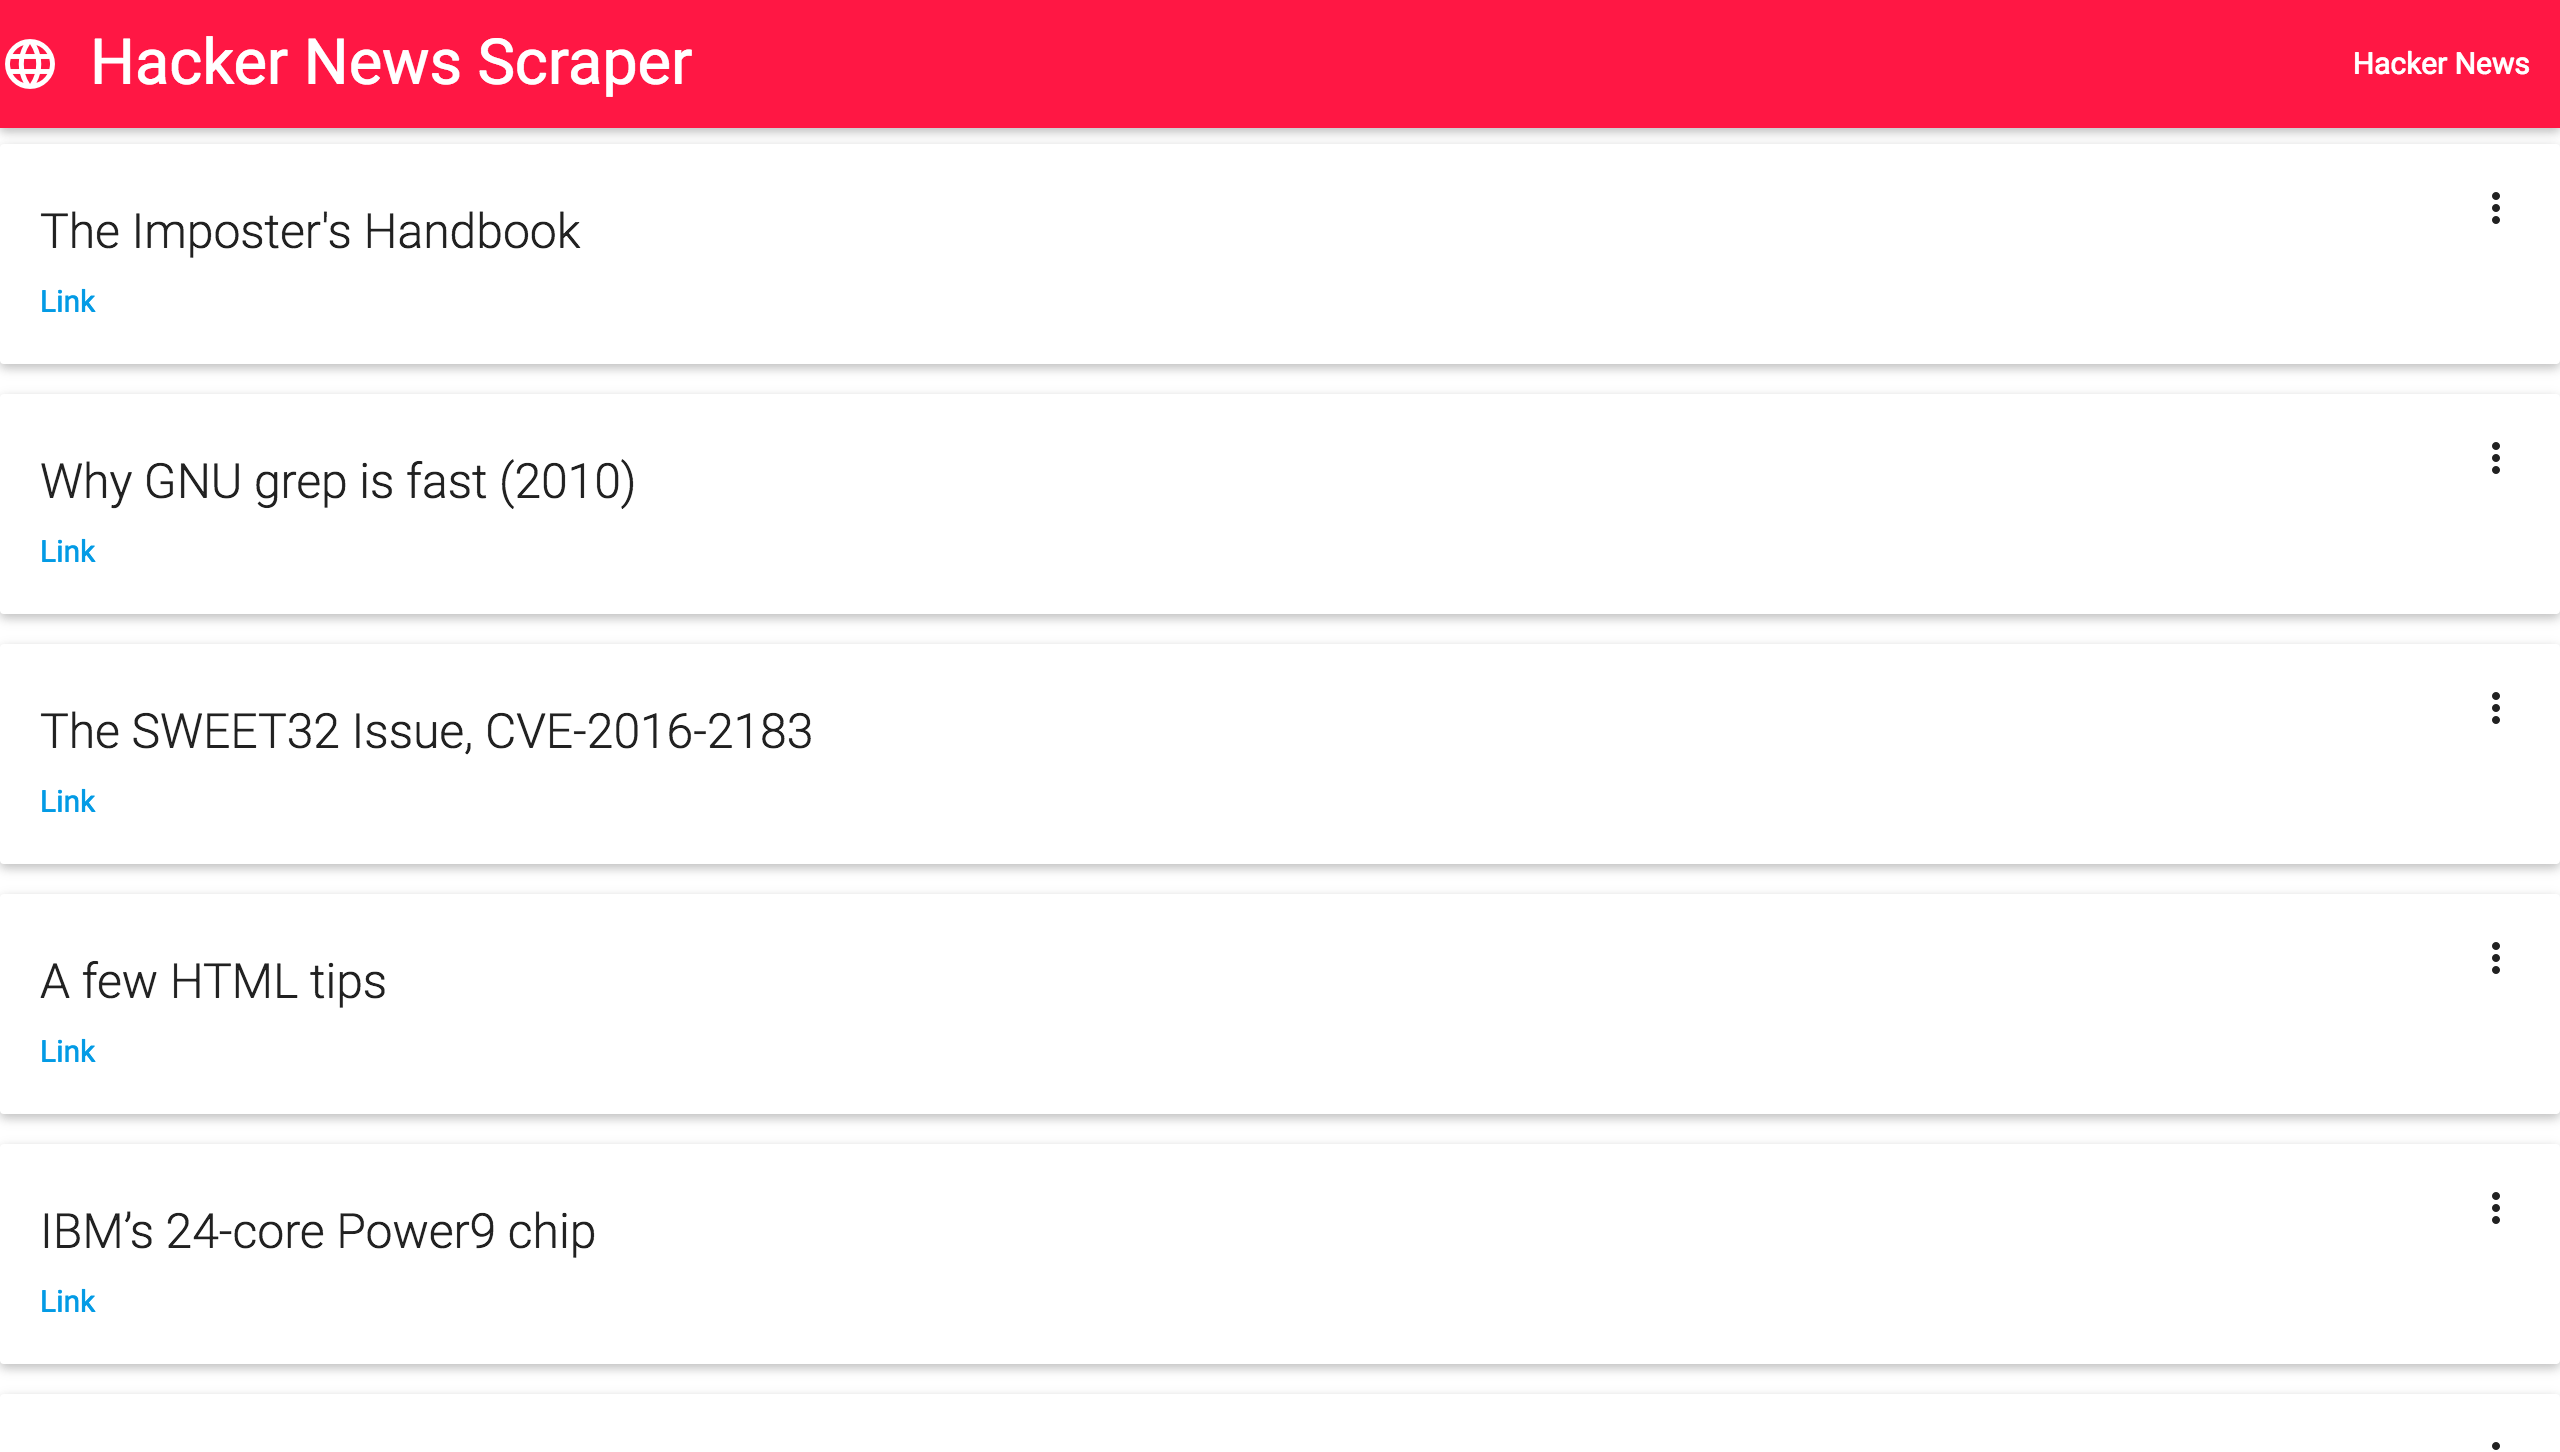 Hacker News Scraper
Hacker News
The Imposter's Handbook
Link
Why GNU grep is fast (2010)
Link
The SWEET32 Issue, CVE-2016-2183
Link
A few HTML tips
Link
IBM’s 24-core Power9 chip
Link